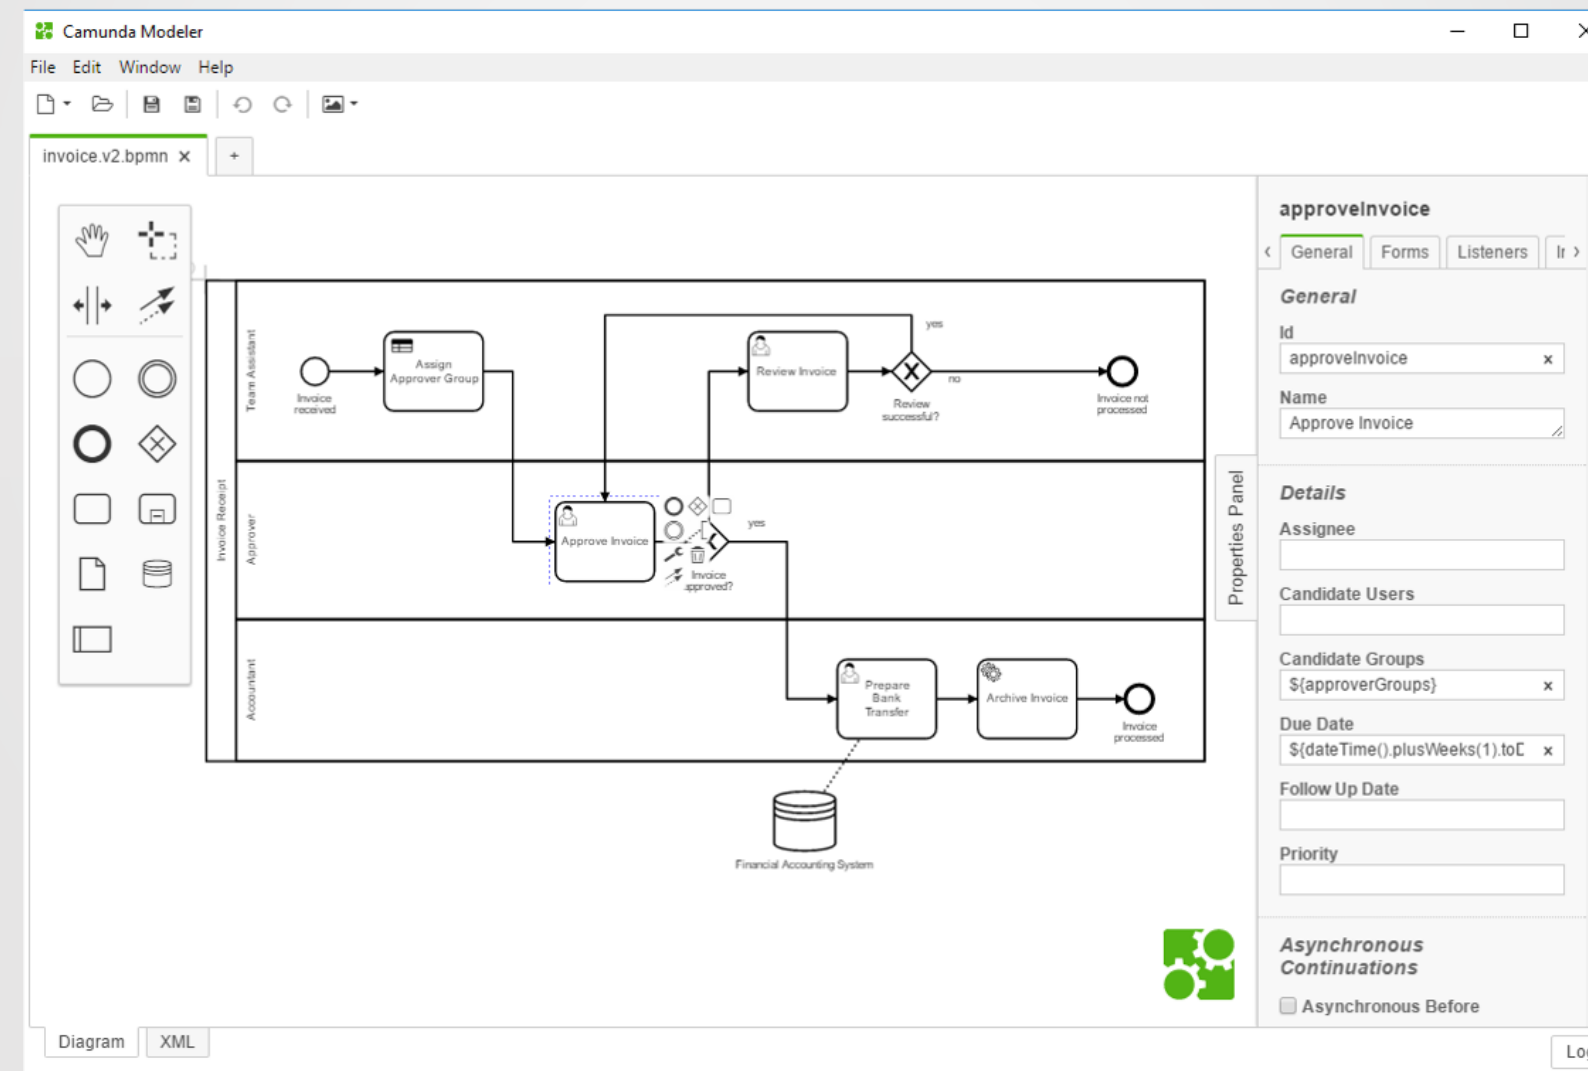 Camunda Modeler
File Edit Window Help
invoice.v2.bpmn
+
approveInvoice
General Forms Listeners
General
Id
approveInvoice
Name
Approve Invoice
Details
Assignee
Candidate Users
Candidate Groups
${approverGroups}
Due Date
${dateTime().plusWeeks(1).to
Follow Up Date
Priority
Asynchronous
Continuations
Asynchronous Before
Properties Panel
Invoice Receipt
Team Assistant
Invoice
received
Assign
Approver Group
Review Invoice
yes
no
Review
successful?
Invoice not
processed
Approver
Approve Invoice
yes
Invoice
approved?
Accountant
Prepare
Bank
Transfer
Archive Invoice
Invoice
processed
Financial Accounting System
Diagram XML